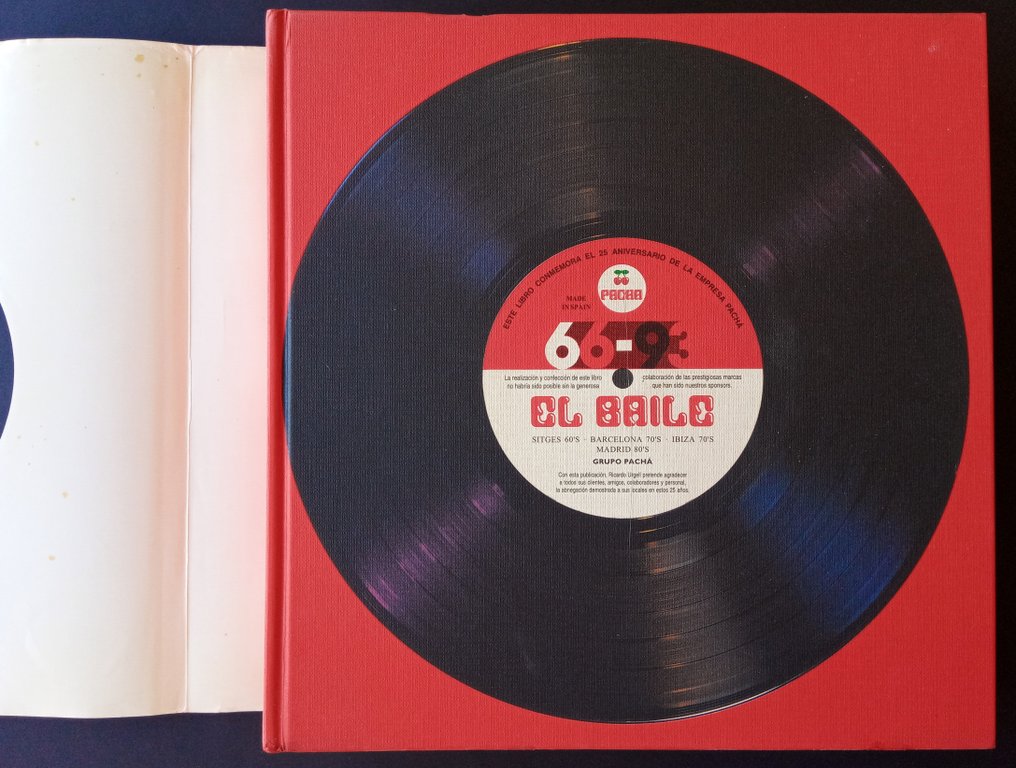 ESTE LIBRO CONMEMORA EL 25 ANIVERSARIO DE LA EMPRESA PACHÁ
PACHA
MADE
IN SPAIN
66-93
La realización y confección de este libro colaboración de las prestigiosas marcas
no habría sido posible sin la generosa que han sido nuestros sponsors.
EL BAILE
SITGES 60'S · BARCELONA 70'S · IBIZA 70'S
MADRID 80'S
GRUPO PACHÁ
Con esta publicación, Ricardo Urgell pretende agradecer
a todos sus clientes, amigos, colaboradores y personal,
la abnegación demostrada a sus locales en estos 25 años.